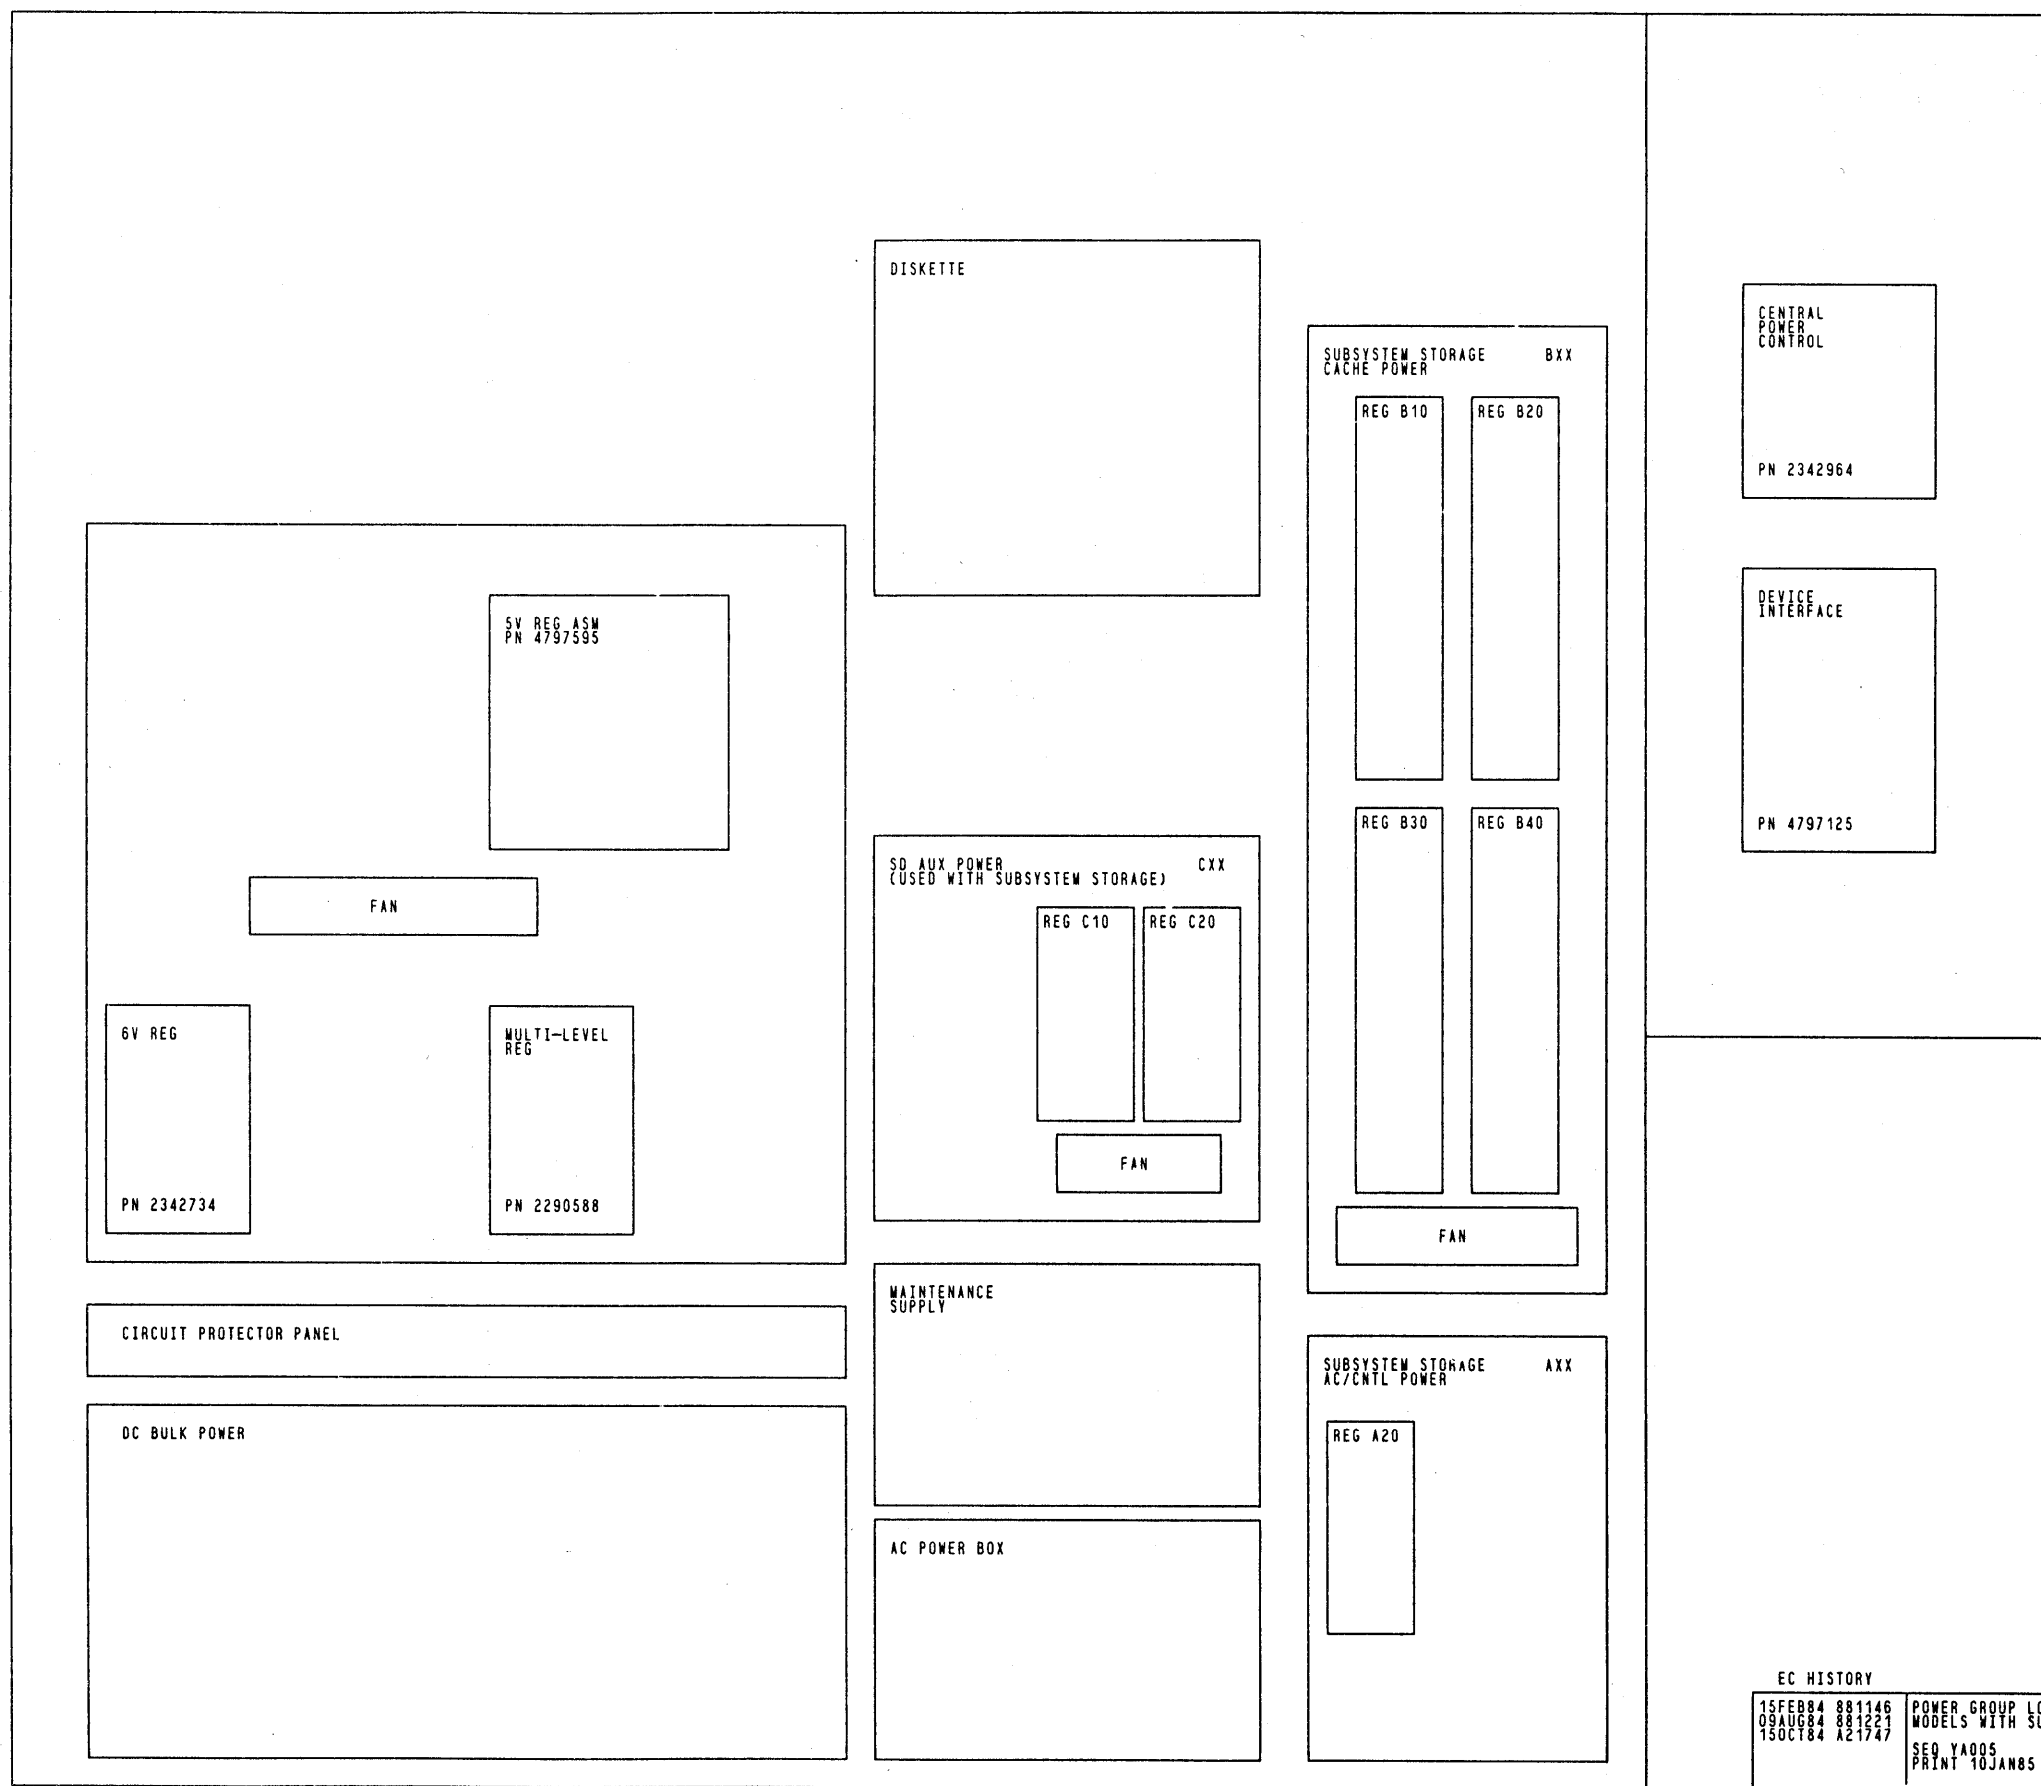 DISKETTE
CENTRAL
POWER
CONTROL
PN 2342964
SUBSYSTEM STORAGE BXX
CACHE POWER
REG B10
REG B20
DEVICE
INTERFACE
PN 4797125
5V REG ASM
PN 4797595
REG B30
REG B40
SD AUX POWER CXX
(USED WITH SUBSYSTEM STORAGE)
REG C10
REG C20
FAN
FAN
6V REG
PN 2342734
MULTI-LEVEL
REG
PN 2290588
FAN
MAINTENANCE
SUPPLY
CIRCUIT PROTECTOR PANEL
SUBSYSTEM STORAGE AXX
AC/CNTL POWER
REG A20
DC BULK POWER
AC POWER BOX
EC HISTORY
15FEB84 881146
09AUG84 881221
15OCT84 A21747
POWER GROUP
MODELS WITH
SEQ YA005
PRINT 10JAN85